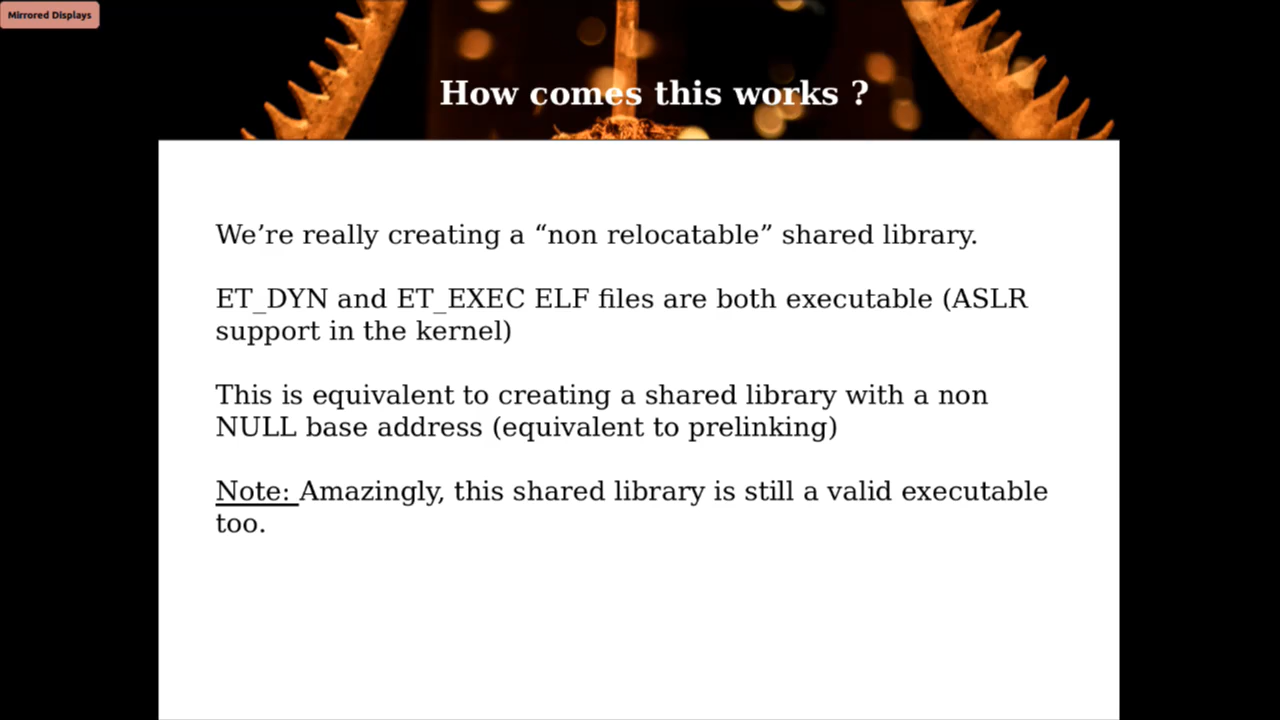 Mirrored Displays
How comes this works ?
We’re really creating a “non relocatable” shared library.
ET_DYN and ET_EXEC ELF files are both executable (ASLR
support in the kernel)
This is equivalent to creating a shared library with a non
NULL base address (equivalent to prelinking)
Note: Amazingly, this shared library is still a valid executable
too.